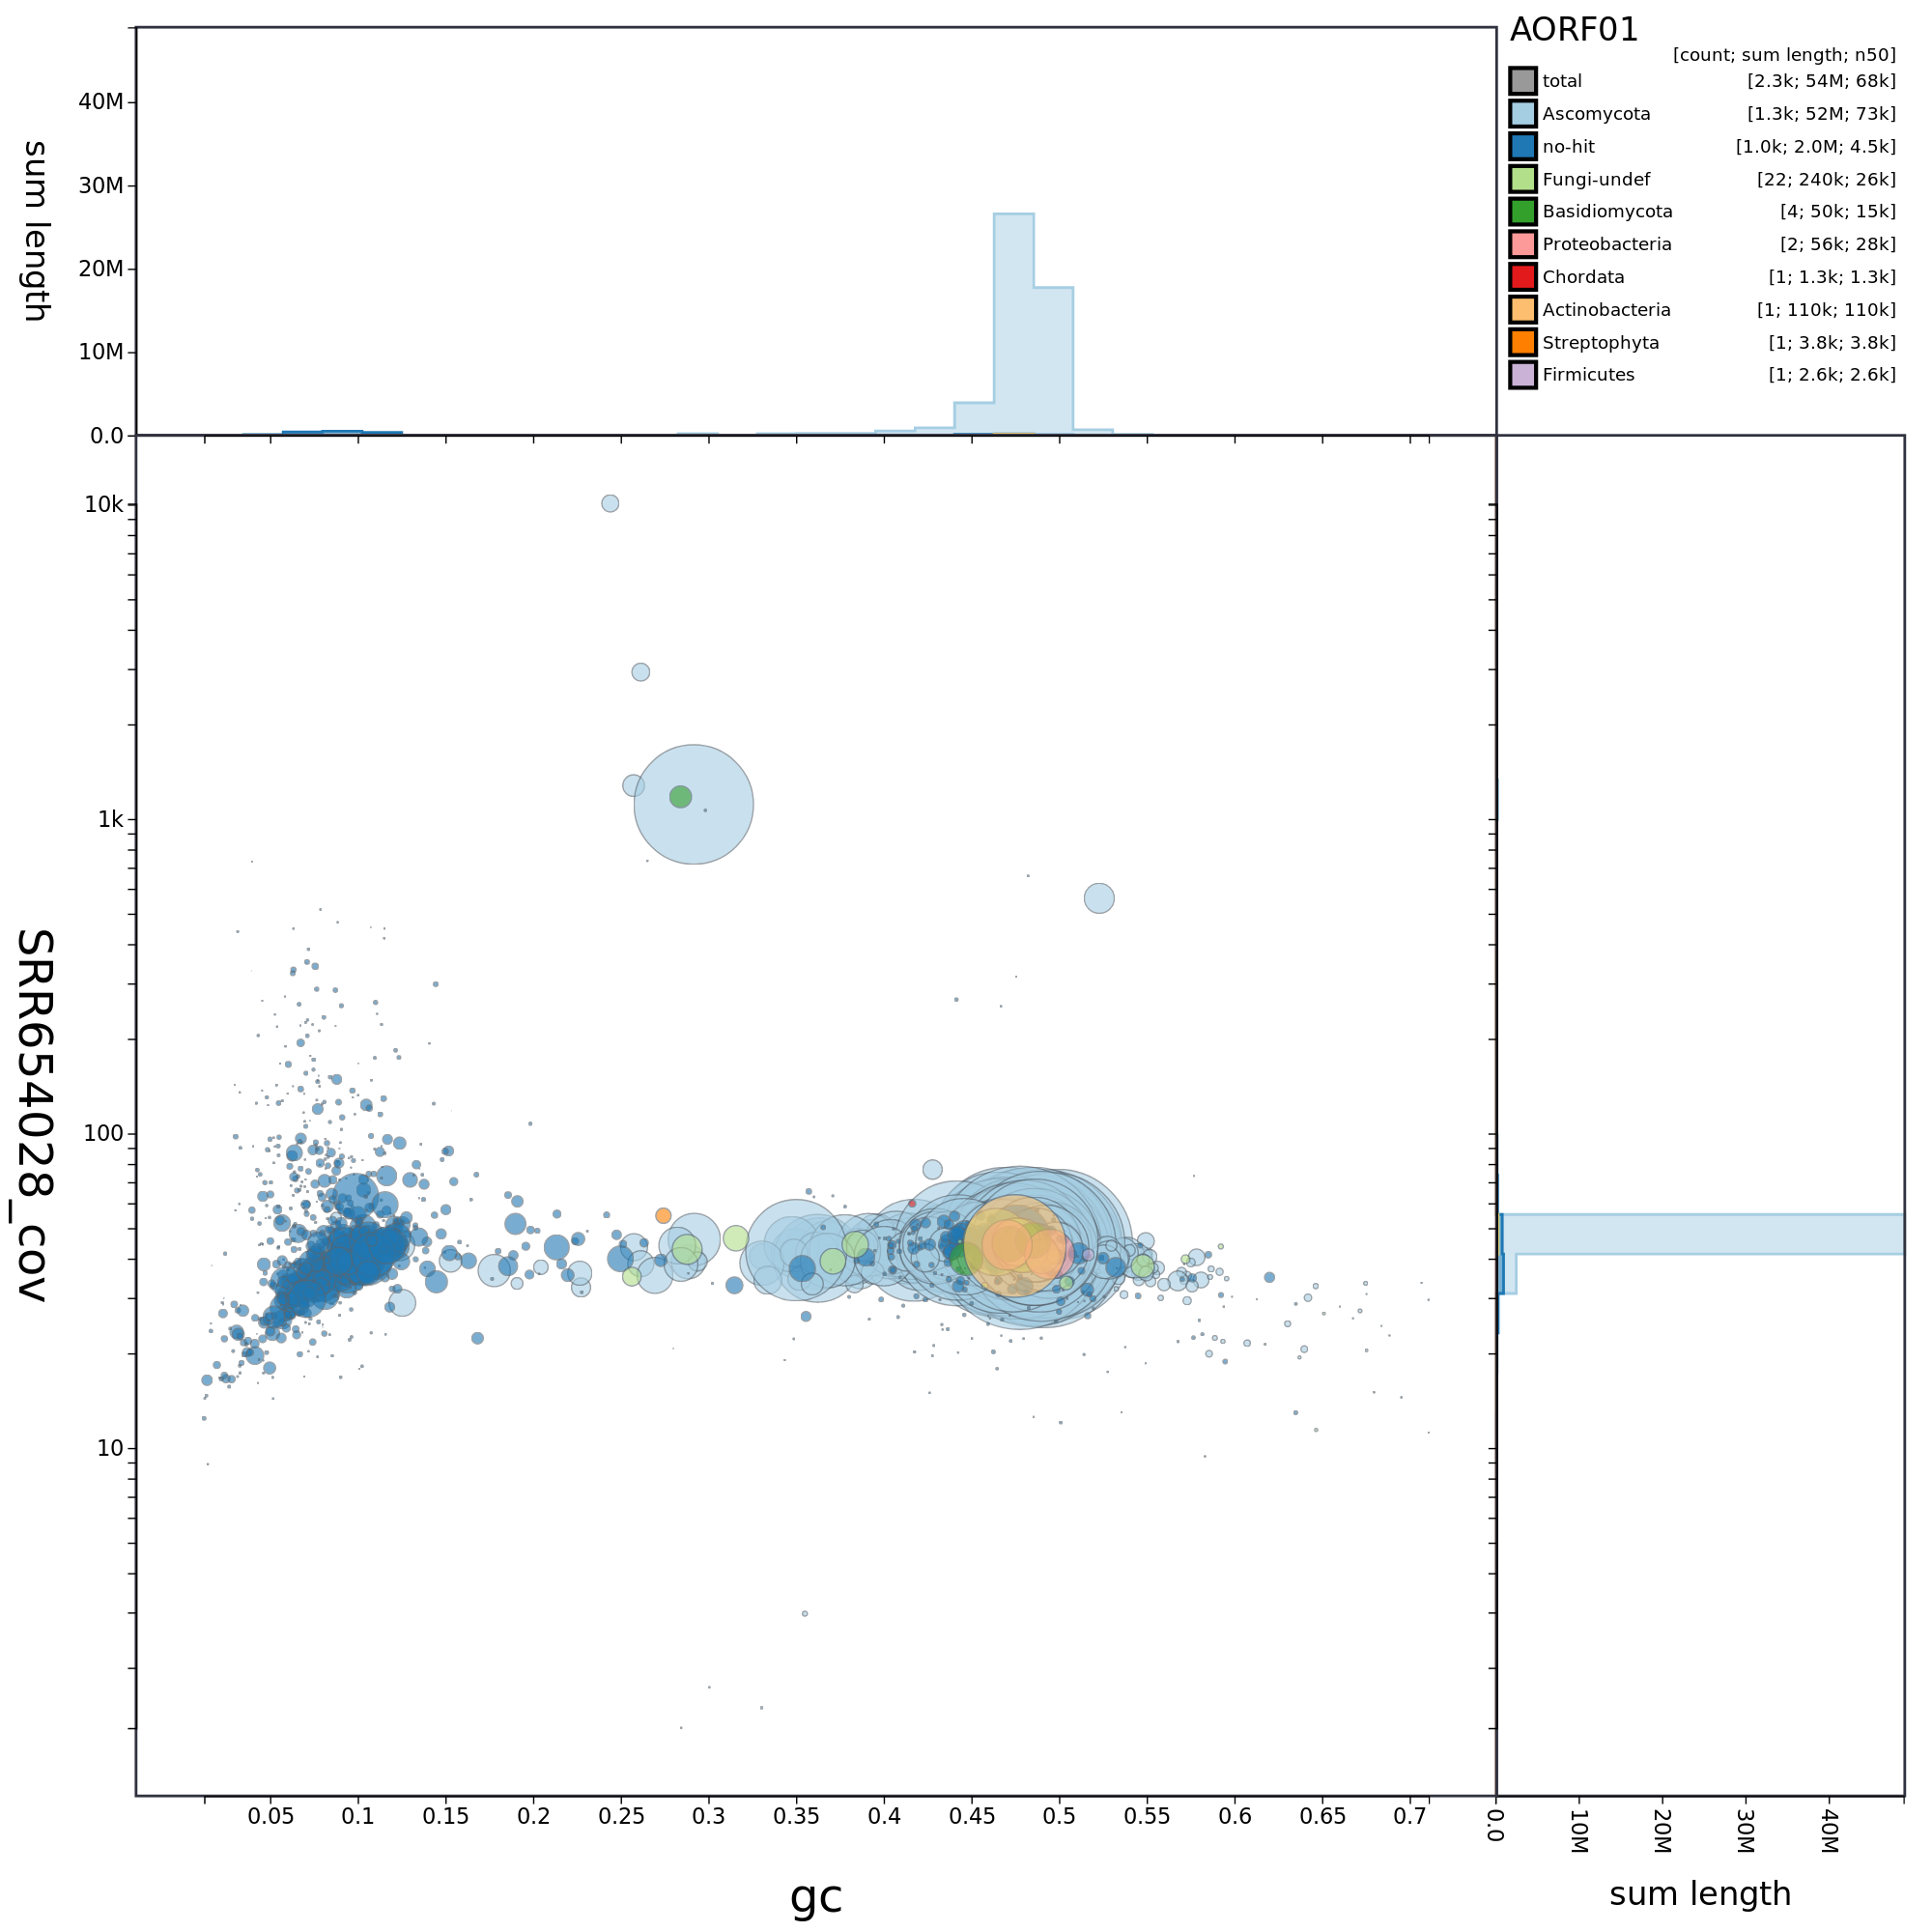 AORF01
[count; sum length; n50]
total [2.3k; 54M; 68k]
Ascomycota [1.3k; 52M; 73k]
no-hit [1.0k; 2.0M; 4.5k]
Fungi-undef [22; 240k; 26k]
Basidiomycota [4; 50k; 15k]
Proteobacteria [2; 56k; 28k]
Chordata [1; 1.3k; 1.3k]
Actinobacteria [1; 110k; 110k]
Streptophyta [1; 3.8k; 3.8k]
Firmicutes [1; 2.6k; 2.6k]
sum length
40M
30M
20M
10M
0.0
SRR654028_cov
10k
1k
100
10
0.05 0.1 0.15 0.2 0.25 0.3 0.35 0.4 0.45 0.5 0.55 0.6 0.65 0.7
gc
0.0 10M 20M 30M 40M
sum length